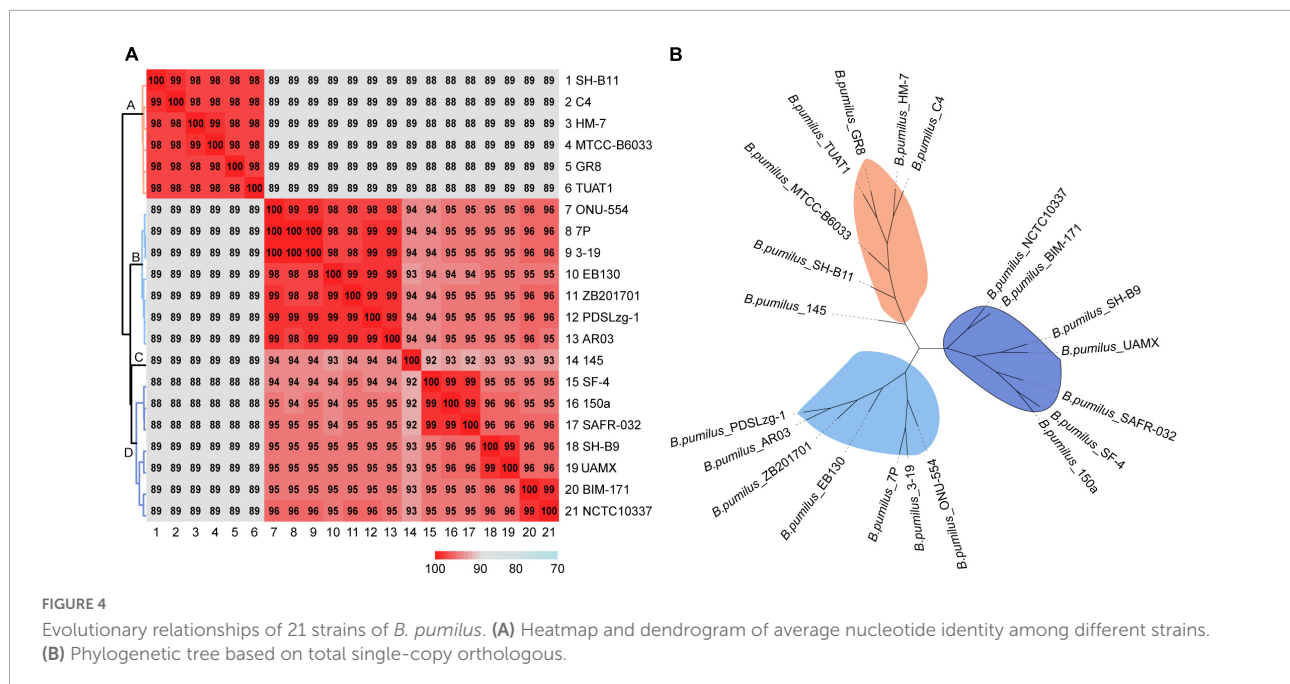 A
B
A
B
C
D
100 99 98 98 98 98 89 89 89 89 89 89 89 89 88 88 88 89 89 89 89 1 SH-B11
99 100 98 98 98 98 89 89 89 89 89 89 89 89 88 88 88 89 89 89 89 2 C4
98 98 100 99 98 98 89 89 89 89 89 89 89 89 88 88 88 89 89 89 89 3 HM-7
98 98 99 100 98 98 89 89 89 89 89 89 89 89 88 88 88 89 89 89 89 4 MTCC-B6033
98 98 98 98 100 98 89 89 89 89 89 89 89 89 88 88 88 89 89 89 89 5 GR8
98 98 98 98 98 100 89 89 89 89 89 89 89 89 88 88 88 89 89 89 89 6 TUAT1
89 89 89 89 89 89 100 99 99 98 98 98 98 94 94 95 95 95 95 96 96 7 ONU-554
89 89 89 89 89 89 100 100 100 98 98 99 99 94 94 95 95 95 95 96 96 8 7P
89 89 89 89 89 89 100 100 100 98 98 99 99 94 94 95 95 95 95 96 96 9 3-19
89 89 89 89 89 89 98 98 98 100 99 99 99 93 94 94 94 95 95 95 95 10 EB130
89 89 89 89 89 89 99 98 98 99 100 99 99 94 94 95 95 95 95 95 96 11 ZB201701
89 89 89 89 89 89 99 99 99 99 99 100 99 94 94 95 95 95 95 96 96 12 PDSLzg-1
89 89 89 89 89 89 99 98 99 99 99 99 100 94 94 95 95 95 95 96 96 13 AR03
89 89 89 89 89 89 94 94 94 93 94 94 94 100 92 93 92 93 93 93 93 14 145
88 88 88 88 88 88 94 94 94 94 95 94 94 92 100 99 99 95 95 95 95 15 SF-4
88 88 88 88 88 88 95 94 95 94 95 95 94 92 99 100 99 96 95 95 95 16 150a
88 88 88 88 88 88 95 95 95 94 95 95 94 92 99 99 100 96 96 95 95 17 SAFR-032
89 89 89 89 89 89 95 95 95 95 95 95 95 93 95 96 96 100 99 96 96 18 SH-B9
89 89 89 89 89 89 95 95 95 95 95 95 95 93 95 96 96 99 100 96 96 19 UAMX
89 89 89 89 89 89 95 95 95 95 95 95 95 93 95 95 95 96 96 100 99 20 BIM-171
89 89 89 89 89 89 96 96 96 95 96 96 95 93 95 95 95 96 96 99 100 21 NCTC10337
1 2 3 4 5 6 7 8 9 10 11 12 13 14 15 16 17 18 19 20 21
100 90 80 70
B.pumilus_GR8
B.pumilus_HM-7
B.pumilus_C4
B.pumilus_TUAT1
B.pumilus_MTCC-B6033
B.pumilus_SH-B11
B.pumilus_145
B.pumilus_NCTC10337
B.pumilus_BIM-171
B.pumilus_SH-B9
B.pumilus_UAMX
B.pumilus_SAFR-032
B.pumilus_SF-4
B.pumilus_150a
B.pumilus_PDSLzg-1
B.pumilus_AR03
B.pumilus_ZB201701
B.pumilus_EB130
B.pumilus_7P
B.pumilus_3-19
B.pumilus_ONU-554
FIGURE 4
Evolutionary relationships of 21 strains of B. pumilus. (A) Heatmap and dendrogram of average nucleotide identity among different strains.
(B) Phylogenetic tree based on total single-copy orthologous.